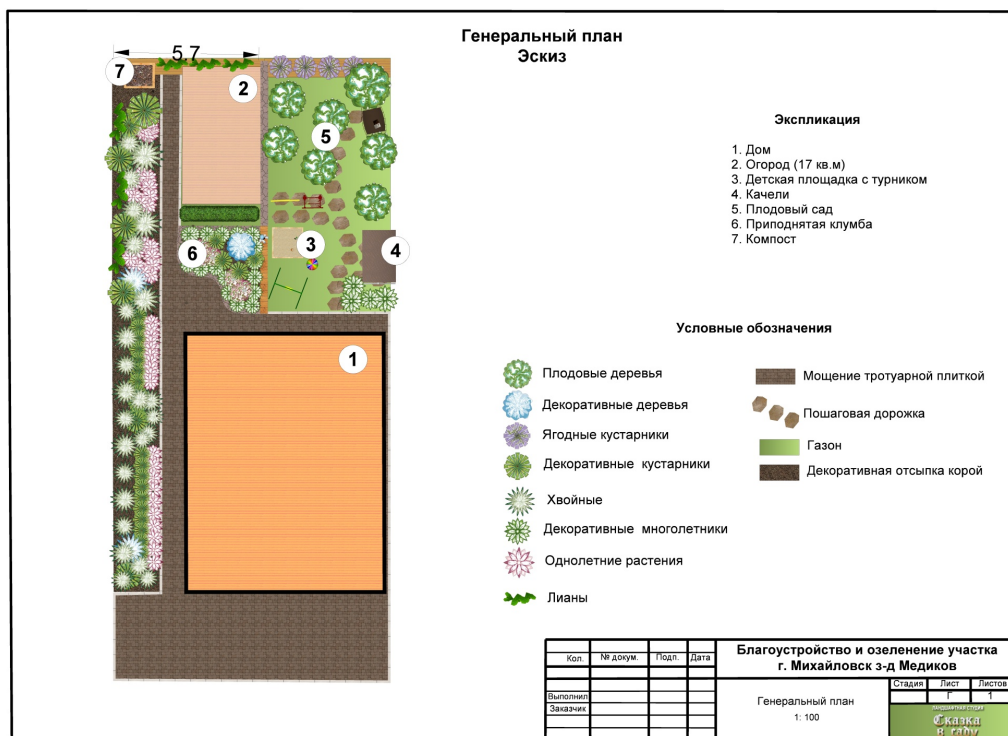 Генеральный план
Эскиз
5.7
7
2
5
3
4
6
1
Экспликация
1. Дом
2. Огород (17 кв.м)
3. Детская площадка с турником
4. Качели
5. Плодовый сад
6. Приподнятая клумба
7. Компост
Условные обозначения
Плодовые деревья
Декоративные деревья
Ягодные кустарники
Декоративные кустарники
Хвойные
Декоративные многолетники
Однолетние растения
Лианы
Мощение тротуарной плиткой
Пошаговая дорожка
Газон
Декоративная отсыпка корой
Кол. № докум. Подп. Дата
Выполнил
Заказчик
Благоустройство и озеленение участка
г. Михайловск з-д Медиков
Генеральный план
1: 100
Стадия Лист Листов
Г 1
ЛАНДШАФТНАЯ СТУДИЯ
Сказка
в саду